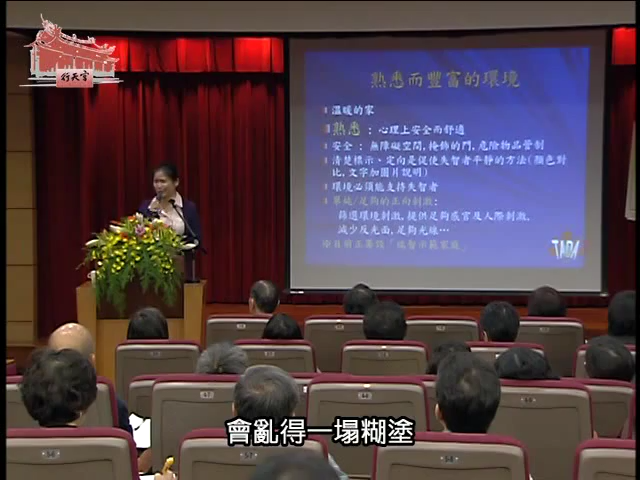 行天宮
熟悉而豐富的環境
溫暖的家
熟悉：心理上安全而舒適
安全：無障礙空間,掩飾的門,危險物品管制
清楚標示、定向是促使失智者平靜的方法(顏色對
比,文字加圖片說明)
環境必須能支持失智者
單純/足夠的正向刺激:
篩選環境刺激,提供足夠感官及人際刺激,
減少反光面,足夠光線…
TADA
會亂得一塌糊塗